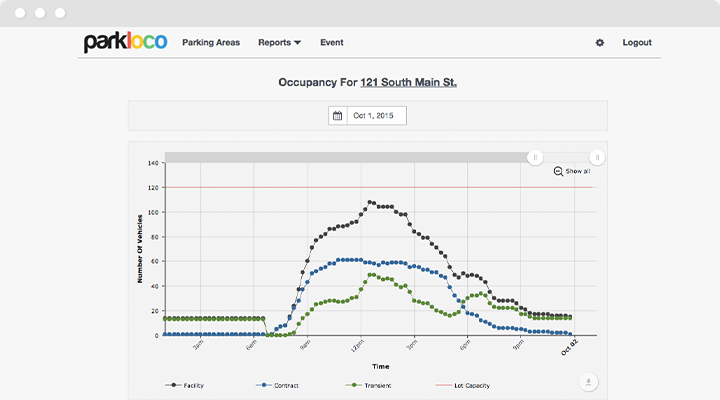 parkloco Parking Areas Reports Event Logout
Occupancy For 121 South Main St.
Oct 1, 2015
Show all
140
120
100
80
60
40
20
0
Number Of Vehicles
3am 6am 9am 12pm 3pm 6pm 9pm Oct 02
Time
Facility Contract Transient Lot Capacity